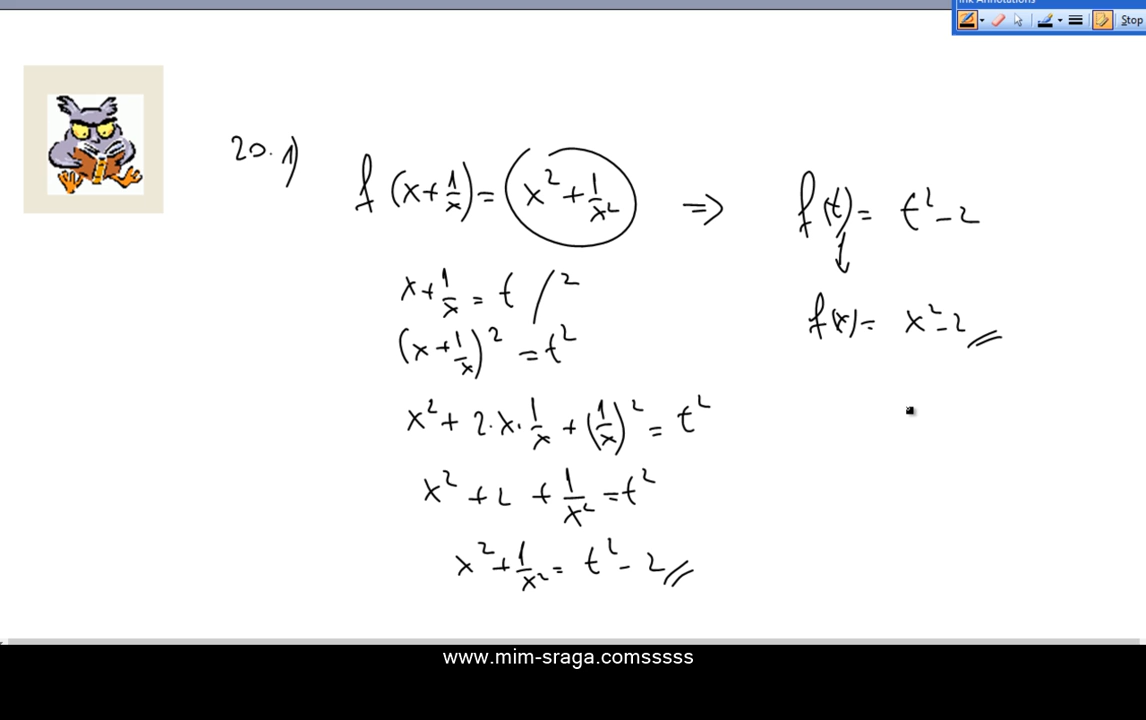 Ink Annotations
Stop
20. 1) f(x+1/x) = x²+1/x² ⇒ f(t) = t²-2
x+1/x = t /²
f(x) = x²-2
(x+1/x)² = t²
x² + 2·x·1/x + (1/x)² = t²
x² + 2 + 1/x² = t²
x²+1/x² = t²-2
www.mim-sraga.comsssss